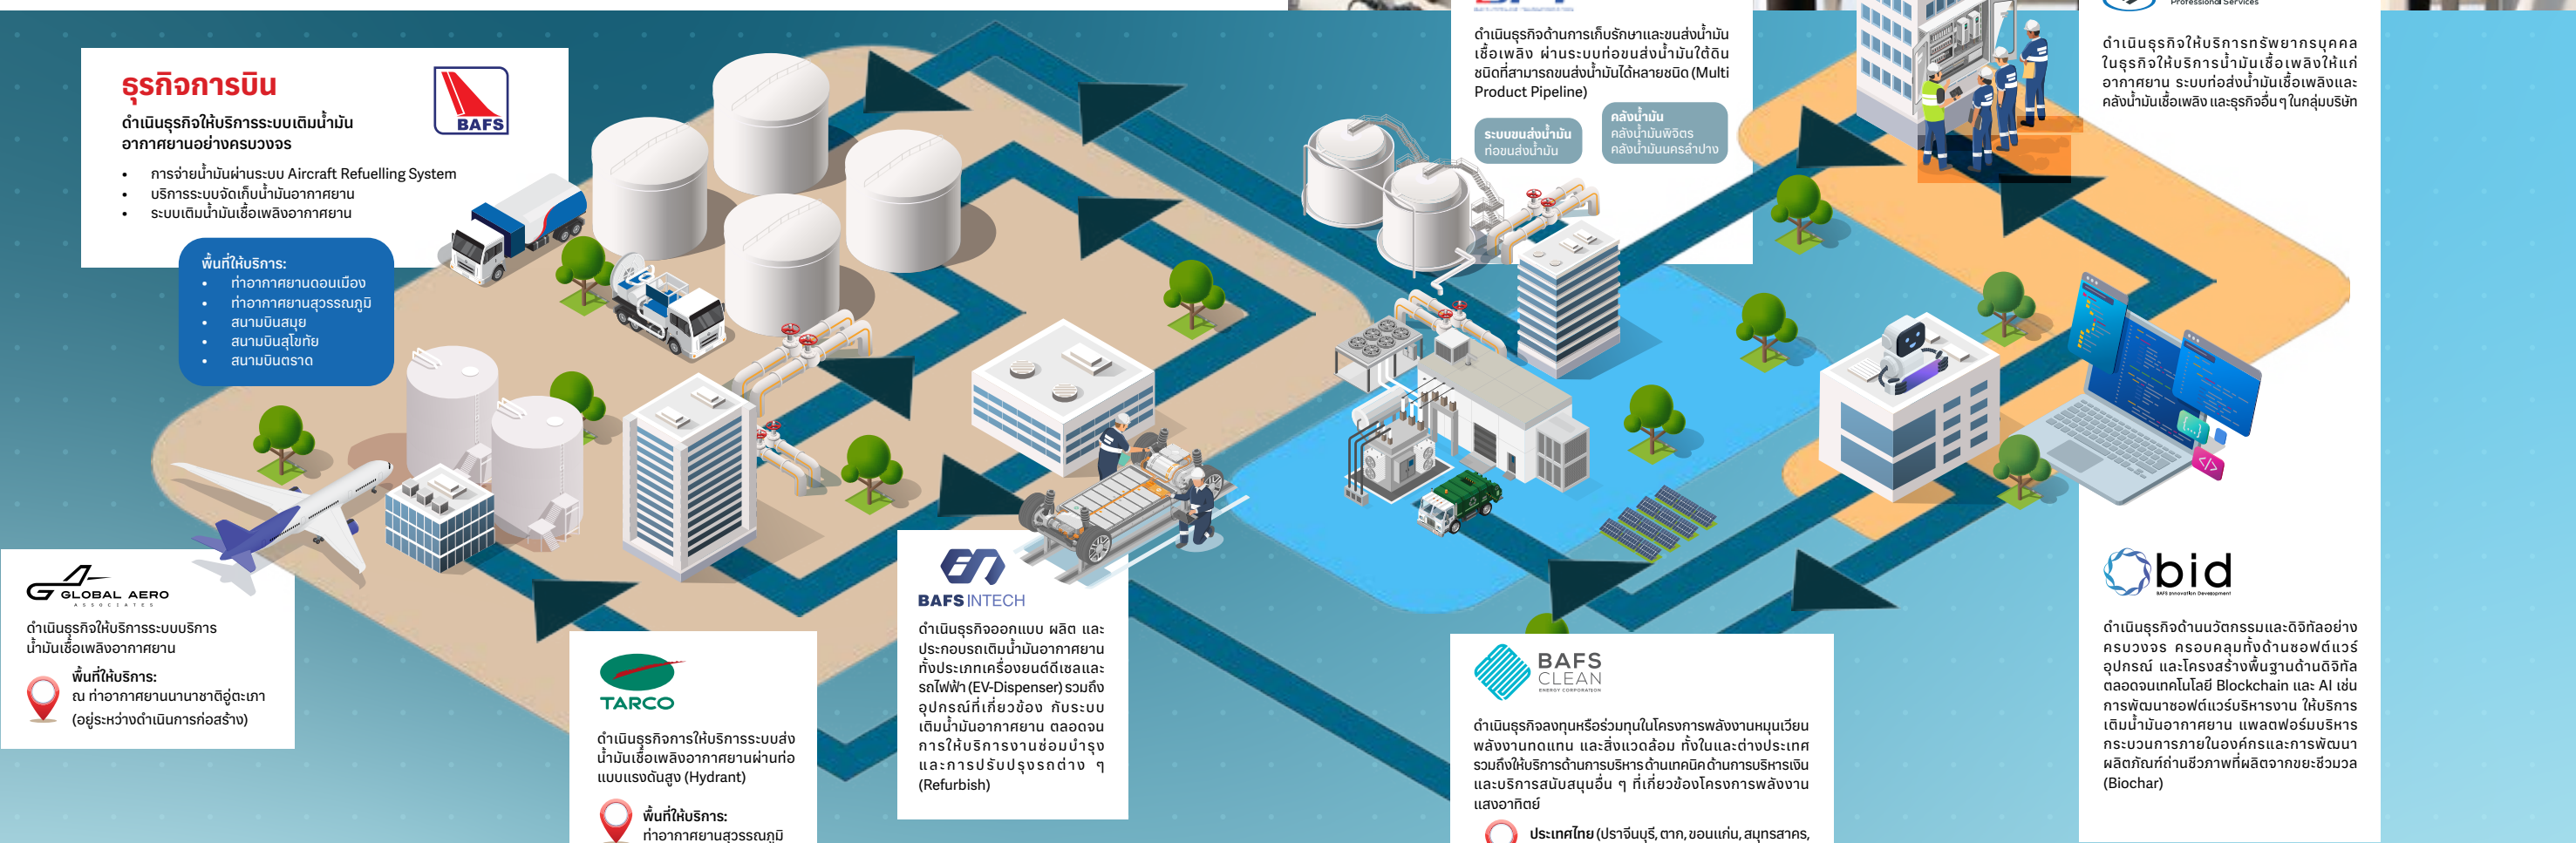 ธุรกิจการบิน
BAFS
ดำเนินธุรกิจให้บริการระบบเติมน้ำมัน
อากาศยานอย่างครบวงจร
• การจ่ายน้ำมันผ่านระบบ Aircraft Refuelling System
• บริการระบบจัดเก็บน้ำมันอากาศยาน
• ระบบเติมน้ำมันเชื้อเพลิงอากาศยาน
พื้นที่ให้บริการ:
• ท่าอากาศยานดอนเมือง
• ท่าอากาศยานสุวรรณภูมิ
• สนามบินสมุย
• สนามบินสุโขทัย
• สนามบินตราด
ดำเนินธุรกิจด้านการเก็บรักษาและขนส่งน้ำมัน
เชื้อเพลิง ผ่านระบบท่อขนส่งน้ำมันใต้ดิน
ชนิดที่สามารถขนส่งน้ำมันได้หลายชนิด (Multi
Product Pipeline)
ระบบขนส่งน้ำมัน
ท่อขนส่งน้ำมัน
คลังน้ำมัน
คลังน้ำมันพิจิตร
คลังน้ำมันนครลำปาง
Professional Services
ดำเนินธุรกิจให้บริการทรัพยากรบุคคล
ในธุรกิจให้บริการน้ำมันเชื้อเพลิงให้แก่
อากาศยาน ระบบท่อส่งน้ำมันเชื้อเพลิงและ
คลังน้ำมันเชื้อเพลิง และธุรกิจอื่น ๆ ในกลุ่มบริษัท
GLOBAL AERO
ASSOCIATES
ดำเนินธุรกิจให้บริการระบบบริการ
น้ำมันเชื้อเพลิงอากาศยาน
พื้นที่ให้บริการ:
ณ ท่าอากาศยานนานาชาติอู่ตะเภา
(อยู่ระหว่างดำเนินการก่อสร้าง)
TARCO
ดำเนินธุรกิจการให้บริการระบบส่ง
น้ำมันเชื้อเพลิงอากาศยานผ่านท่อ
แบบแรงดันสูง (Hydrant)
พื้นที่ให้บริการ:
ท่าอากาศยานสุวรรณภูมิ
BAFS INTECH
ดำเนินธุรกิจออกแบบ ผลิต และ
ประกอบรถเติมน้ำมันอากาศยาน
ทั้งประเภทเครื่องยนต์ดีเซลและ
รถไฟฟ้า (EV-Dispenser) รวมถึง
อุปกรณ์ที่เกี่ยวข้อง กับระบบ
เติมน้ำมันอากาศยาน ตลอดจน
การให้บริการงานซ่อมบำรุง
และการปรับปรุงรถต่าง ๆ
(Refurbish)
BAFS
CLEAN
ENERGY CORPORATION
ดำเนินธุรกิจลงทุนหรือร่วมทุนในโครงการพลังงานหมุนเวียน
พลังงานทดแทน และสิ่งแวดล้อม ทั้งในและต่างประเทศ
รวมถึงให้บริการด้านการบริหาร ด้านเทคนิค ด้านการบริหารเงิน
และบริการสนับสนุนอื่น ๆ ที่เกี่ยวข้องโครงการพลังงาน
แสงอาทิตย์
ประเทศไทย (ปราจีนบุรี, ตาก, ขอนแก่น, สมุทรสาคร,
bid
BAFS Innovation Development
ดำเนินธุรกิจด้านนวัตกรรมและดิจิทัลอย่าง
ครบวงจร ครอบคลุมทั้งด้านซอฟต์แวร์
อุปกรณ์ และโครงสร้างพื้นฐานด้านดิจิทัล
ตลอดจนเทคโนโลยี Blockchain และ AI เช่น
การพัฒนาซอฟต์แวร์บริหารงาน ให้บริการ
เติมน้ำมันอากาศยาน แพลตฟอร์มบริหาร
กระบวนการภายในองค์กรและการพัฒนา
ผลิตภัณฑ์ถ่านชีวภาพที่ผลิตจากขยะชีวมวล
(Biochar)